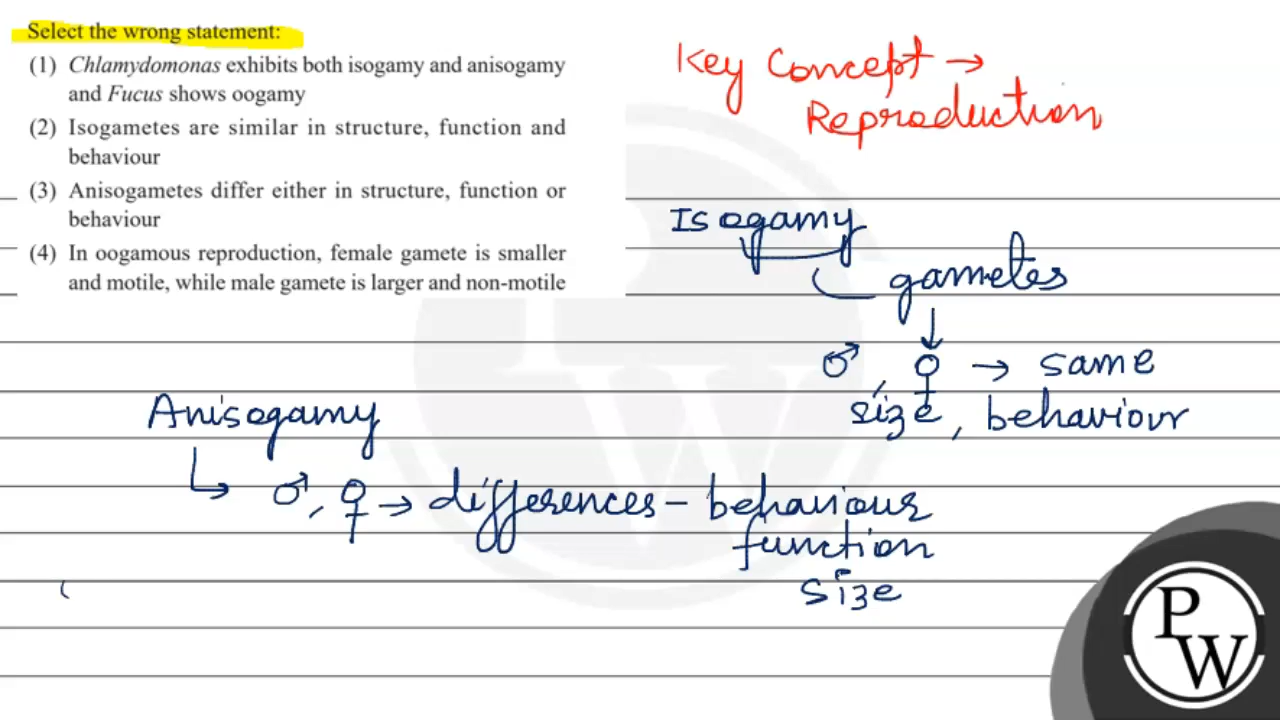 Select the wrong statement:
(1) Chlamydomonas exhibits both isogamy and anisogamy
and Fucus shows oogamy
(2) Isogametes are similar in structure, function and
behaviour
(3) Anisogametes differ either in structure, function or
behaviour
(4) In oogamous reproduction, female gamete is smaller
and motile, while male gamete is larger and non-motile
Key Concept →
Reproduction
Isogamy
gametes
♂, ♀ → same
size, behaviour
Anisogamy
♂, ♀ → differences - behaviour
function
size
PW